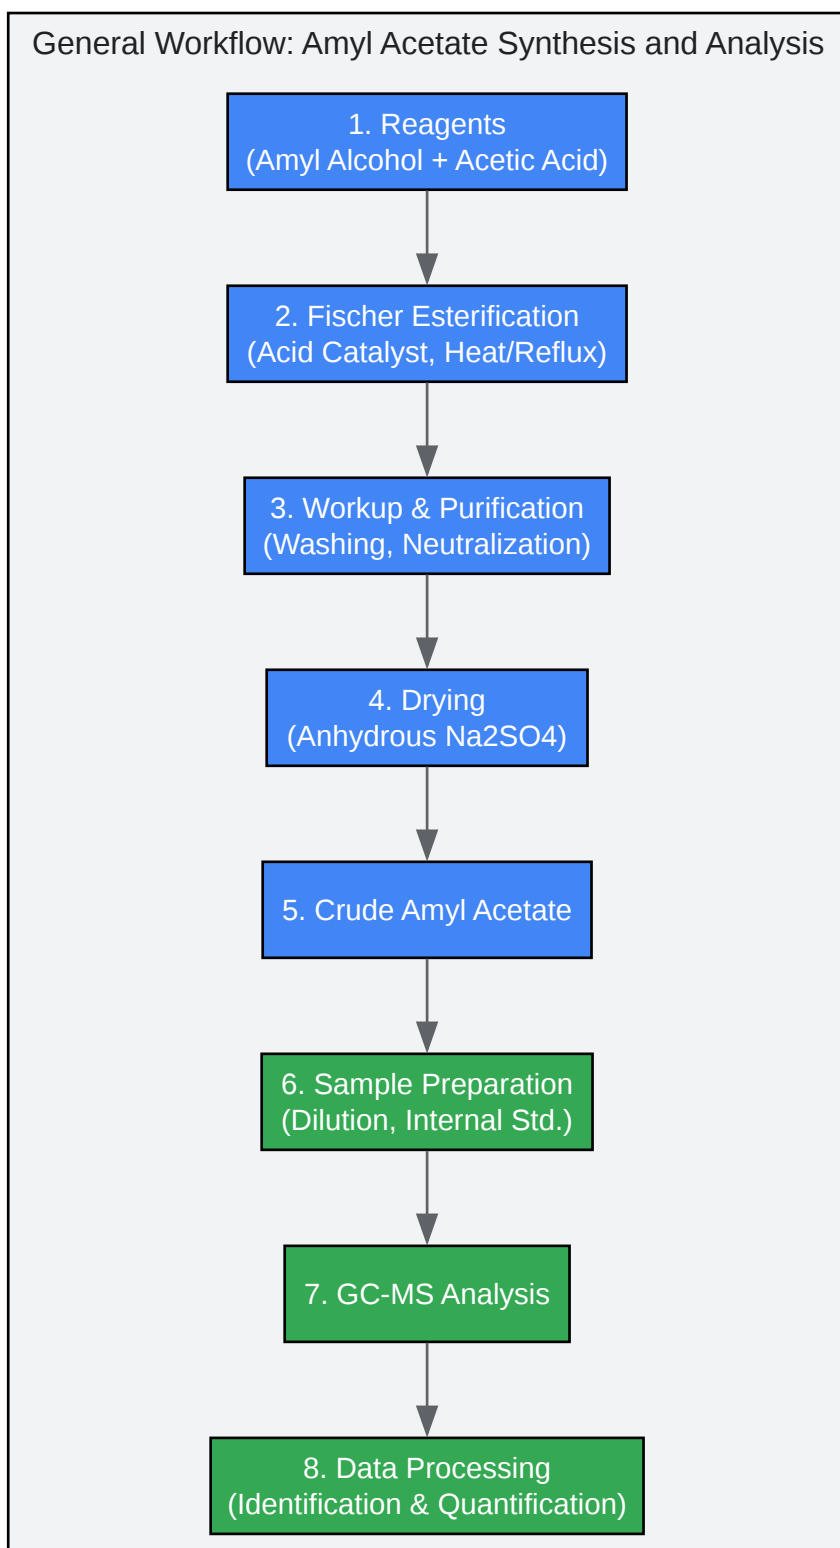 General Workflow: Amyl Acetate Synthesis and Analysis
1. Reagents
(Amyl Alcohol + Acetic Acid)
2. Fischer Esterification
(Acid Catalyst, Heat/Reflux)
3. Workup & Purification
(Washing, Neutralization)
4. Drying
(Anhydrous Na2SO4)
5. Crude Amyl Acetate
6. Sample Preparation
(Dilution, Internal Std.)
7. GC-MS Analysis
8. Data Processing
(Identification & Quantification)